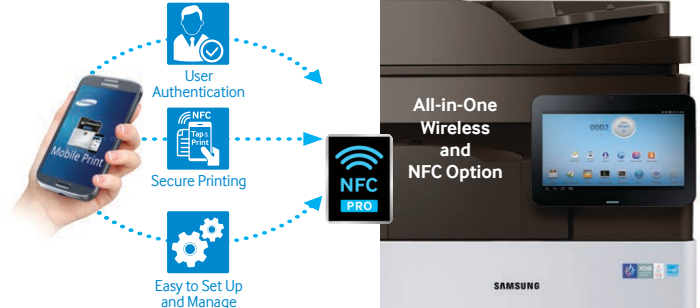 User
Authentication
NFC
Tap &
Print
Secure Printing
Easy to Set Up
and Manage
SAMSUNG
Mobile Print
NFC
PRO
All-in-One
Wireless
and
NFC Option
0002
SAMSUNG